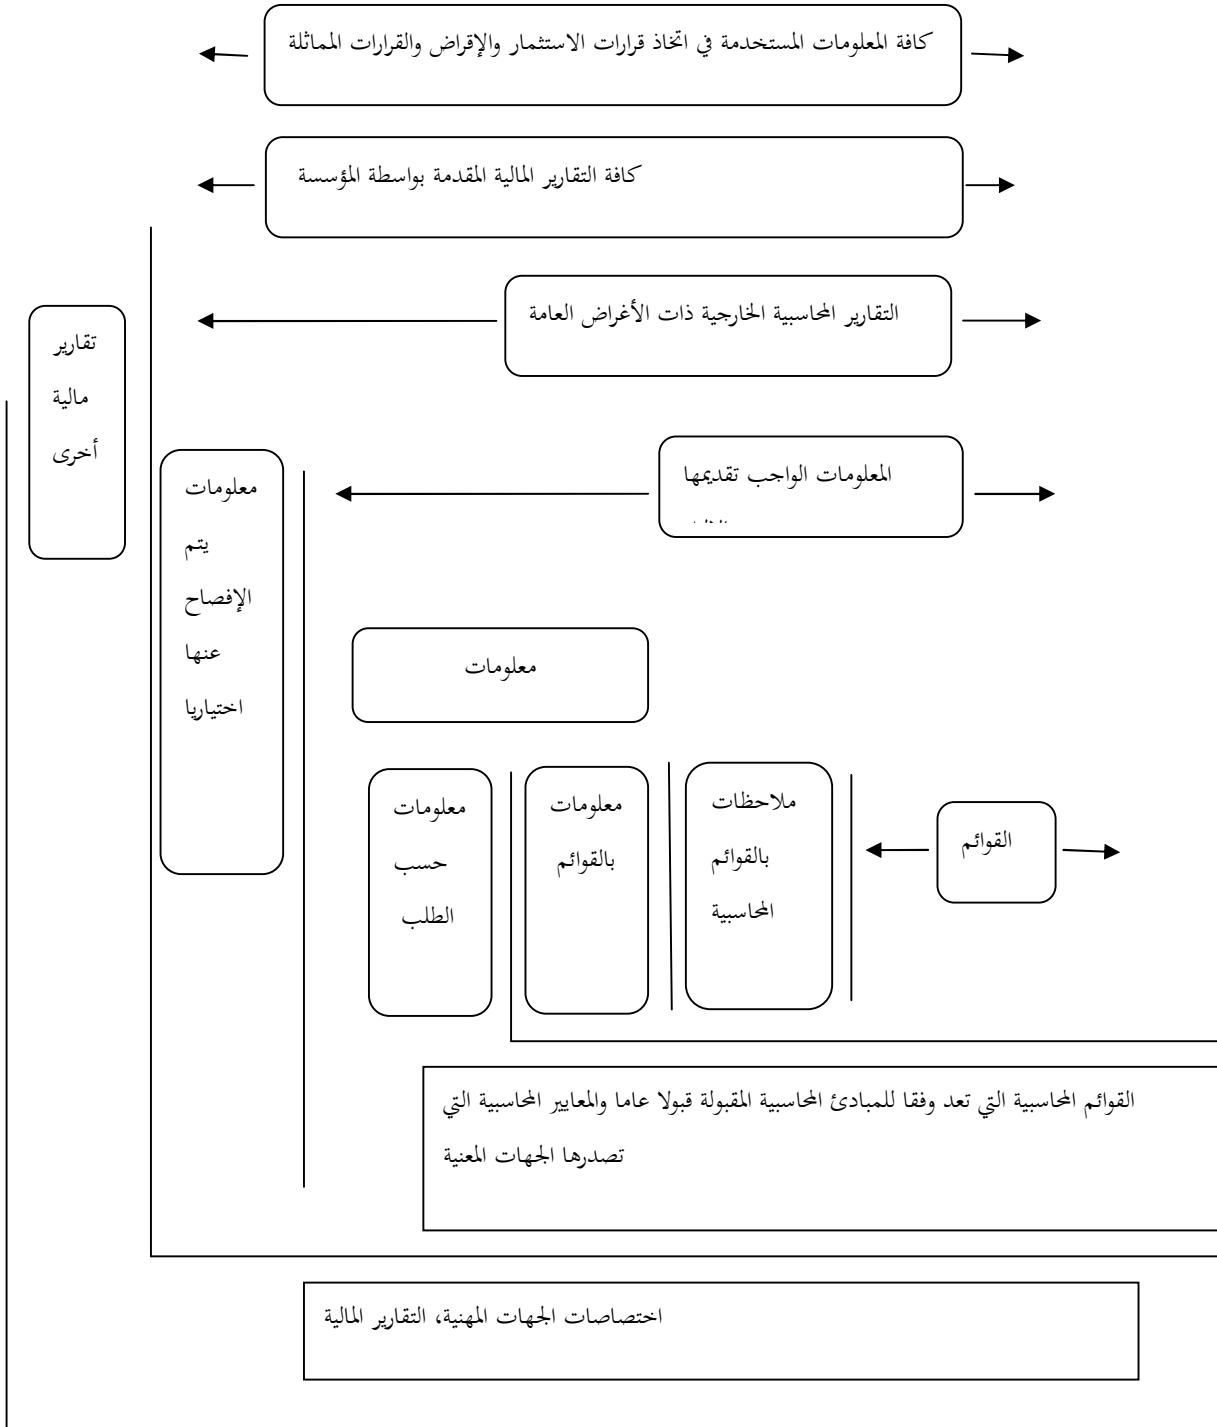 كافة المعلومات المستخدمة في اتخاذ قرارات الاستثمار والإقراض والقرارات المماثلة
كافة التقارير المالية المقدمة بواسطة المؤسسة
التقارير المحاسبية الخارجية ذات الأغراض العامة
تقارير
مالية
أخرى
المعلومات الواجب تقديمها
معلومات
يتم
الإفصاح
عنها
اختياريا
معلومات
القوائم
ملاحظات
بالقوائم
المحاسبية
معلومات
بالقوائم
معلومات
حسب
الطلب
القوائم المحاسبية التي تعد وفقا للمبادئ المحاسبية المقبولة قبولا عاما والمعايير المحاسبية التي
تصدرها الجهات المعنية
اختصاصات الجهات المهنية، التقارير المالية